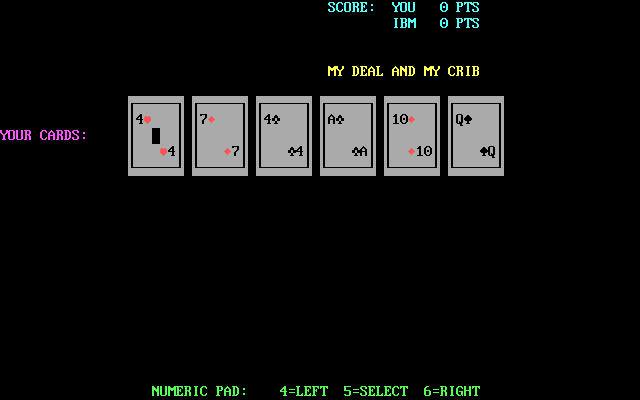 SCORE:  YOU   0 PTS
IBM   0 PTS
MY DEAL AND MY CRIB
4♥ 7♦ 4♣ A♣ 10♦ Q♠
YOUR CARDS:
♥4 ♦7 ♣4 ♣A ♦10 ♠Q
NUMERIC PAD:    4=LEFT  5=SELECT  6=RIGHT